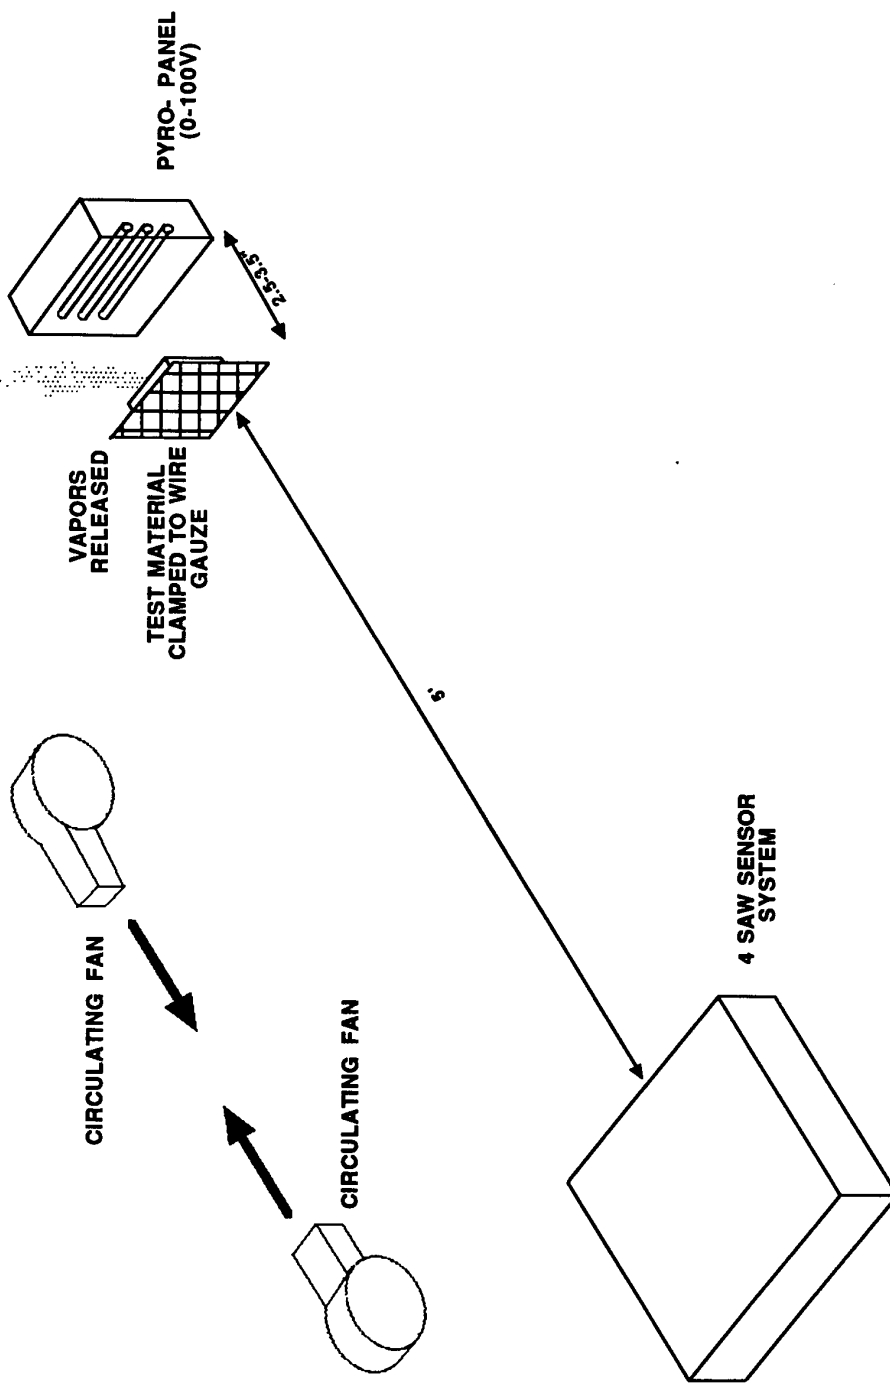 PYRO- PANEL
(0-100V)
2.5-3.5"
VAPORS
RELEASED
TEST MATERIAL
CLAMPED TO WIRE
GAUZE
5'
CIRCULATING FAN
CIRCULATING FAN
4 SAW SENSOR
SYSTEM